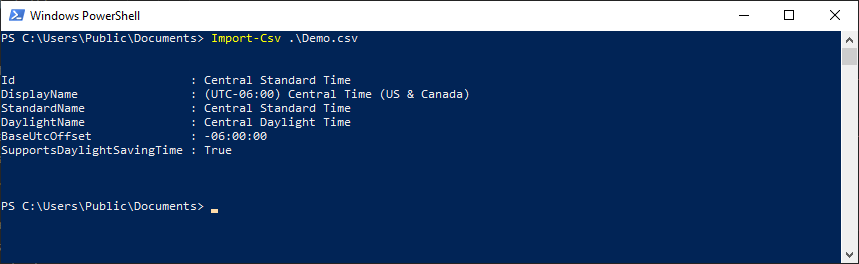 Windows PowerShell
PS C:\Users\Public\Documents> Import-Csv .\Demo.csv
Id                         : Central Standard Time
DisplayName                : (UTC-06:00) Central Time (US & Canada)
StandardName               : Central Standard Time
DaylightName               : Central Daylight Time
BaseUtcOffset              : -06:00:00
SupportsDaylightSavingTime : True
PS C:\Users\Public\Documents>